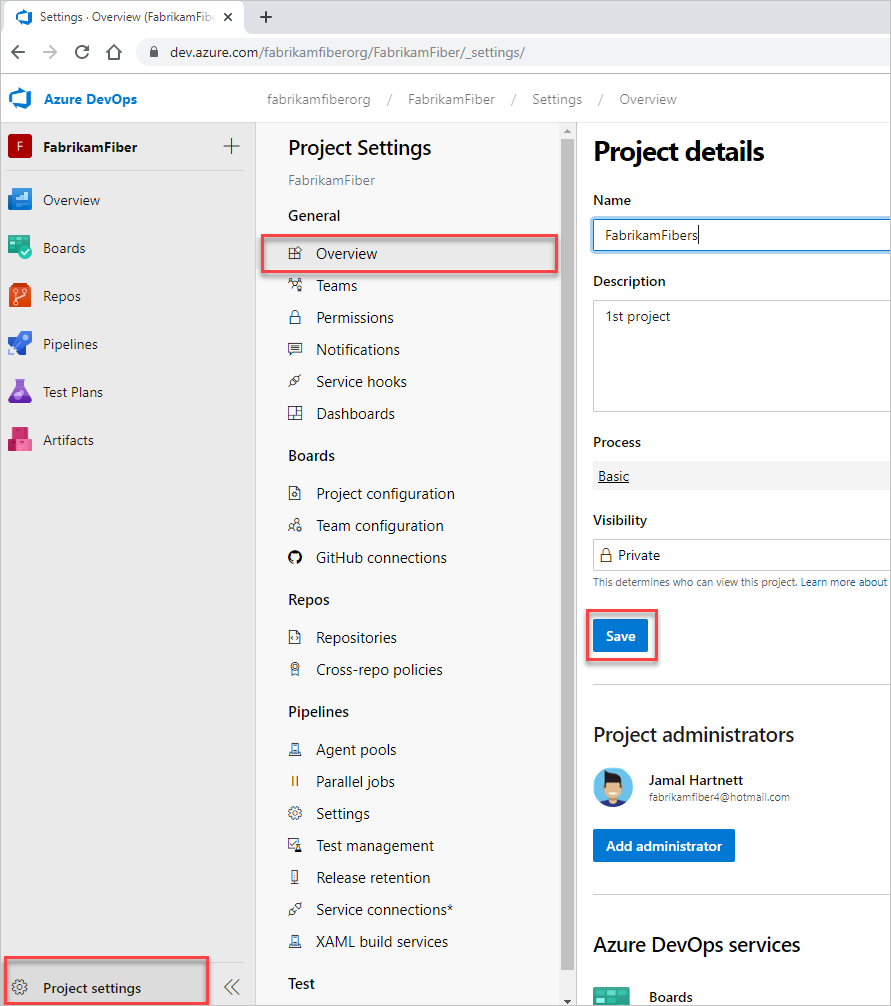 Settings · Overview (FabrikamFibe
dev.azure.com/fabrikamfiberorg/FabrikamFiber/_settings/
Azure DevOps
fabrikamfiberorg / FabrikamFiber / Settings / Overview
F FabrikamFiber
Overview
Boards
Repos
Pipelines
Test Plans
Artifacts
Project settings
Project Settings
FabrikamFiber
General
Overview
Teams
Permissions
Notifications
Service hooks
Dashboards
Boards
Project configuration
Team configuration
GitHub connections
Repos
Repositories
Cross-repo policies
Pipelines
Agent pools
Parallel jobs
Settings
Test management
Release retention
Service connections*
XAML build services
Test
Project details
Name
FabrikamFibers
Description
1st project
Process
Basic
Visibility
Private
This determines who can view this project. Learn more about
Save
Project administrators
Jamal Hartnett
fabrikamfiber4@hotmail.com
Add administrator
Azure DevOps services
Boards